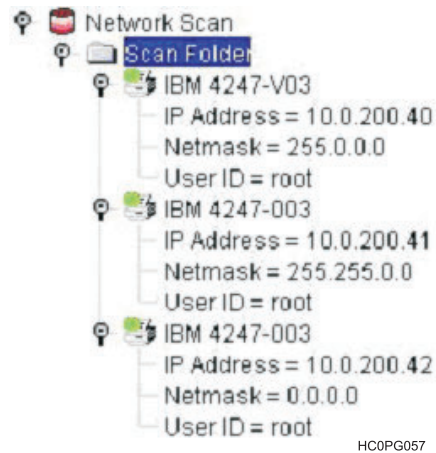 Network Scan
Scan Folder
IBM 4247-V03
IP Address = 10.0.200.40
Netmask = 255.0.0.0
User ID = root
IBM 4247-003
IP Address = 10.0.200.41
Netmask = 255.255.0.0
User ID = root
IBM 4247-003
IP Address = 10.0.200.42
Netmask = 0.0.0.0
User ID = root
HC0PG057